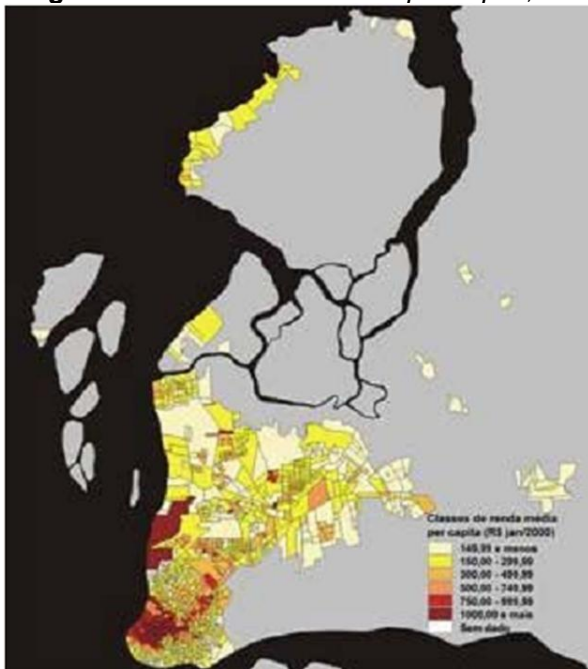 Classes de renda média
per capita (R$ jan/2000)
149,99 e menos
150,00 - 299,99
300,00 - 499,99
500,00 - 749,99
750,00 - 999,99
1000,00 e mais
Sem dado